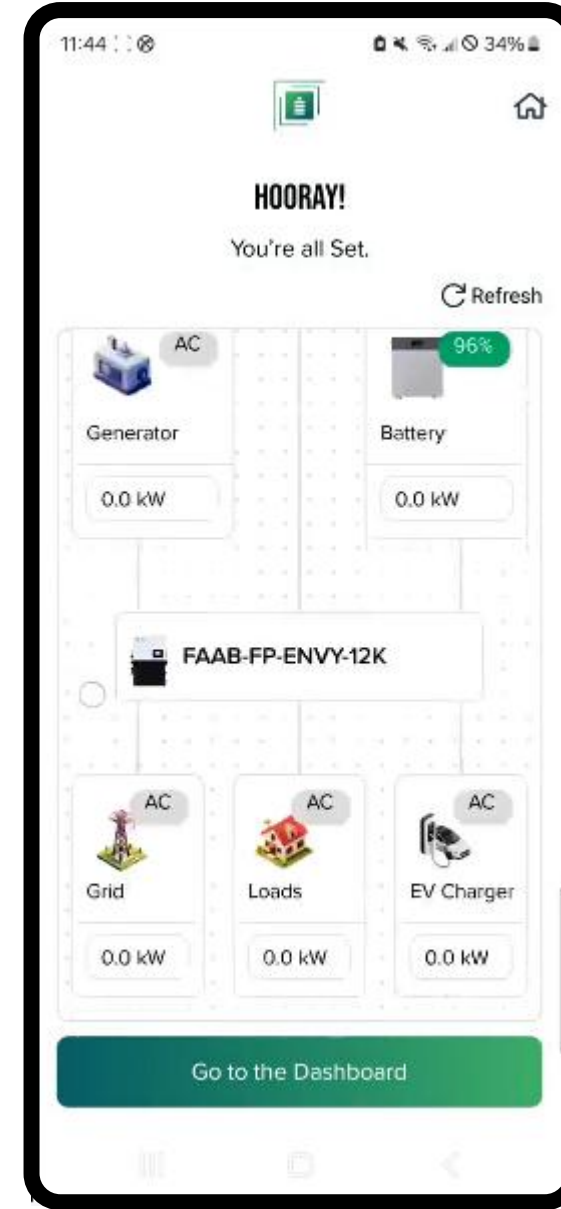 11:44
34%
HOORAY!
You're all Set.
Refresh
AC
96%
Generator
Battery
0.0 kW
0.0 kW
FAAB-FP-ENVY-12K
AC
AC
AC
Grid
Loads
EV Charger
0.0 kW
0.0 kW
0.0 kW
Go to the Dashboard